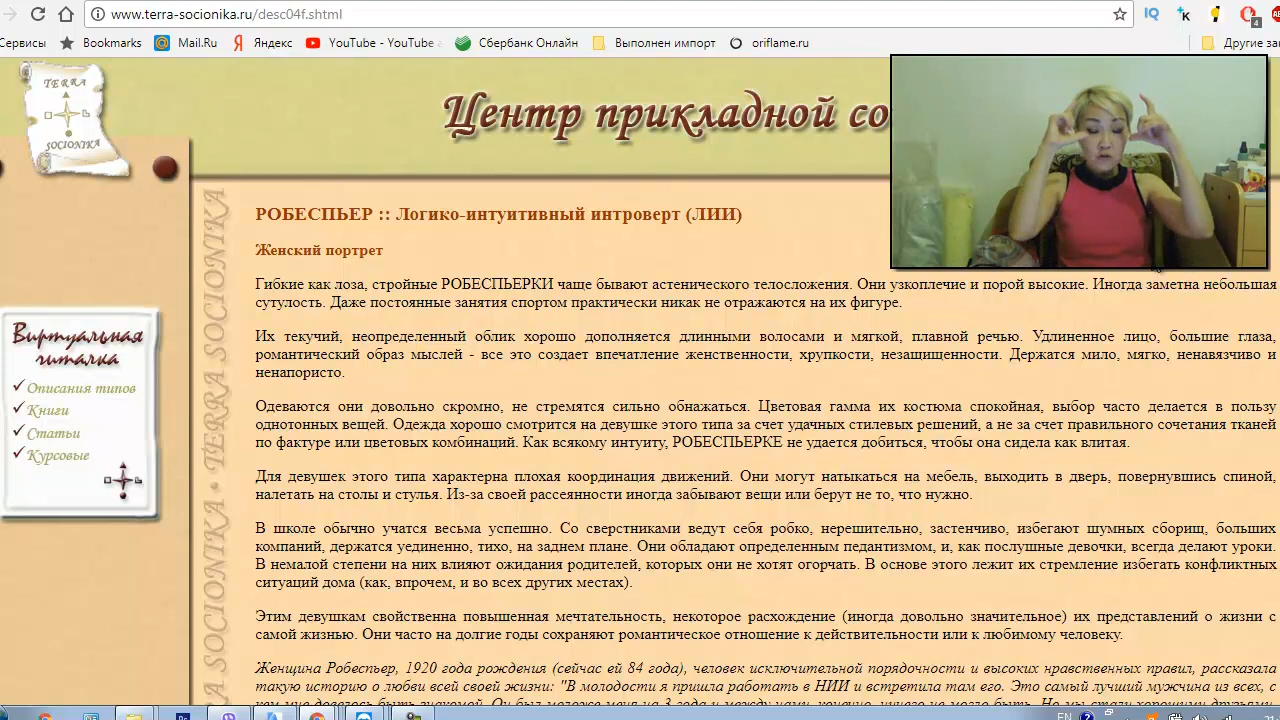 www.terra-socionika.ru/desc04f.shtml
4
Сервисы Bookmarks Mail.Ru Яндекс YouTube - YouTube Сбербанк Онлайн Выполнен импорт oriflame.ru Другие за
TERRA
SOCIONIKA
Центр прикладной со
TERRA SOCIONIKA
РОБЕСПЬЕР :: Логико-интуитивный интроверт (ЛИИ)
Женский портрет
Гибкие как лоза, стройные РОБЕСПЬЕРКИ чаще бывают астенического телосложения. Они узкоплечие и порой высокие. Иногда заметна небольшая
сутулость. Даже постоянные занятия спортом практически никак не отражаются на их фигуре.
Их текучий, неопределенный облик хорошо дополняется длинными волосами и мягкой, плавной речью. Удлиненное лицо, большие глаза,
романтический образ мыслей - все это создает впечатление женственности, хрупкости, незащищенности. Держатся мило, мягко, ненавязчиво и
ненапористо.
Одеваются они довольно скромно, не стремятся сильно обнажаться. Цветовая гамма их костюма спокойная, выбор часто делается в пользу
однотонных вещей. Одежда хорошо смотрится на девушке этого типа за счет удачных стилевых решений, а не за счет правильного сочетания тканей
по фактуре или цветовых комбинаций. Как всякому интуиту, РОБЕСПЬЕРКЕ не удается добиться, чтобы она сидела как влитая.
Для девушек этого типа характерна плохая координация движений. Они могут натыкаться на мебель, выходить в дверь, повернувшись спиной,
налетать на столы и стулья. Из-за своей рассеянности иногда забывают вещи или берут не то, что нужно.
В школе обычно учатся весьма успешно. Со сверстниками ведут себя робко, нерешительно, застенчиво, избегают шумных сборищ, больших
компаний, держатся уединенно, тихо, на заднем плане. Они обладают определенным педантизмом, и, как послушные девочки, всегда делают уроки.
В немалой степени на них влияют ожидания родителей, которых они не хотят огорчать. В основе этого лежит их стремление избегать конфликтных
ситуаций дома (как, впрочем, и во всех других местах).
Этим девушкам свойственна повышенная мечтательность, некоторое расхождение (иногда довольно значительное) их представлений о жизни с
самой жизнью. Они часто на долгие годы сохраняют романтическое отношение к действительности или к любимому человеку.
Женщина Робеспьер, 1920 года рождения (сейчас ей 84 года), человек исключительной порядочности и высоких нравственных правил, рассказала
такую историю о любви всей своей жизни: "В молодости я пришла работать в НИИ и встретила там его. Это самый лучший мужчина из всех, с
Виртуальная
читалка
Описания типов
Книги
Статьи
Курсовые
EN